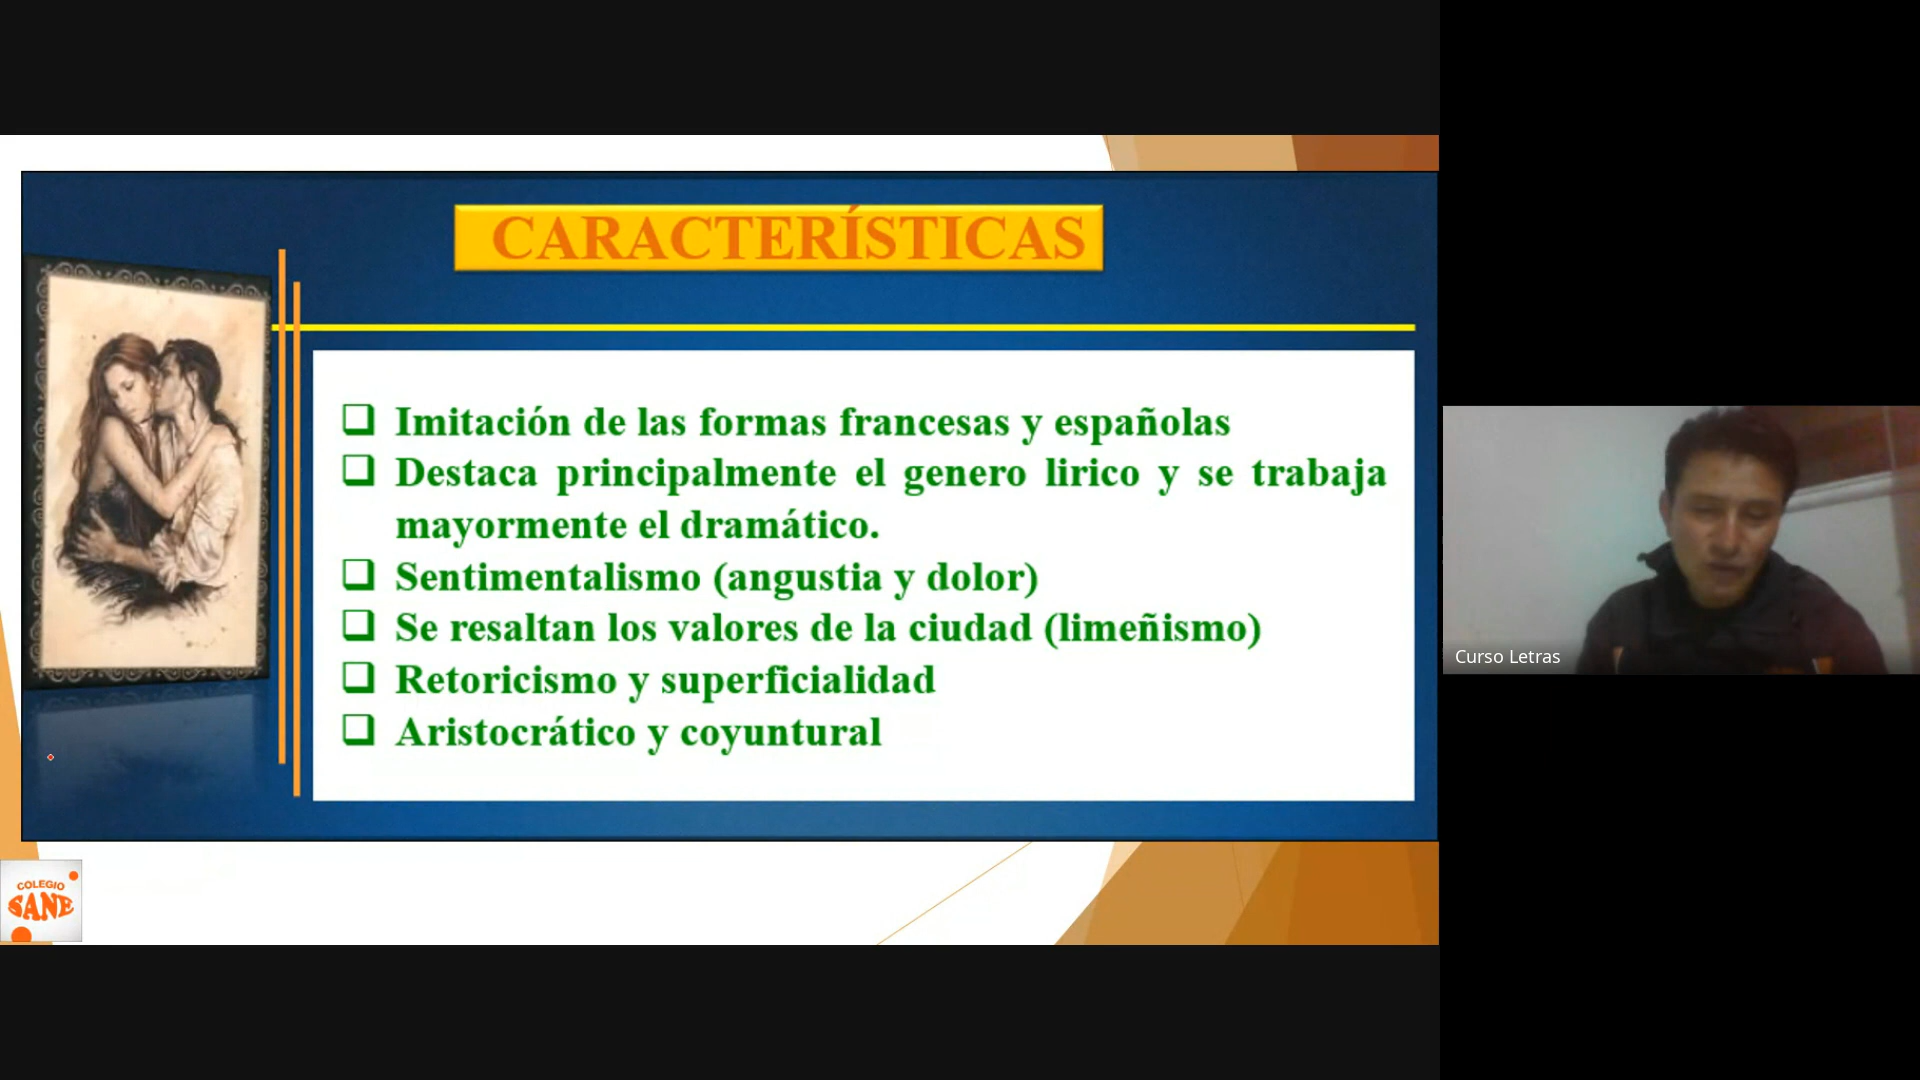 CARACTERÍSTICAS
❑ Imitación de las formas francesas y españolas
❑ Destaca principalmente el genero lirico y se trabaja
mayormente el dramático.
❑ Sentimentalismo (angustia y dolor)
❑ Se resaltan los valores de la ciudad (limeñismo)
❑ Retoricismo y superficialidad
❑ Aristocrático y coyuntural
Curso Letras
COLEGIO
SANE